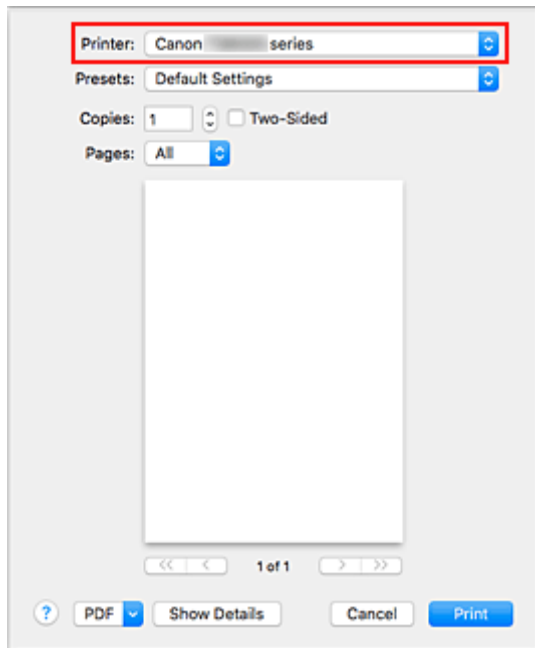 Printer: Canon series
Presets: Default Settings
Copies: 1 Two-Sided
Pages: All
<< < 1 of 1 > >>
? PDF Show Details Cancel Print